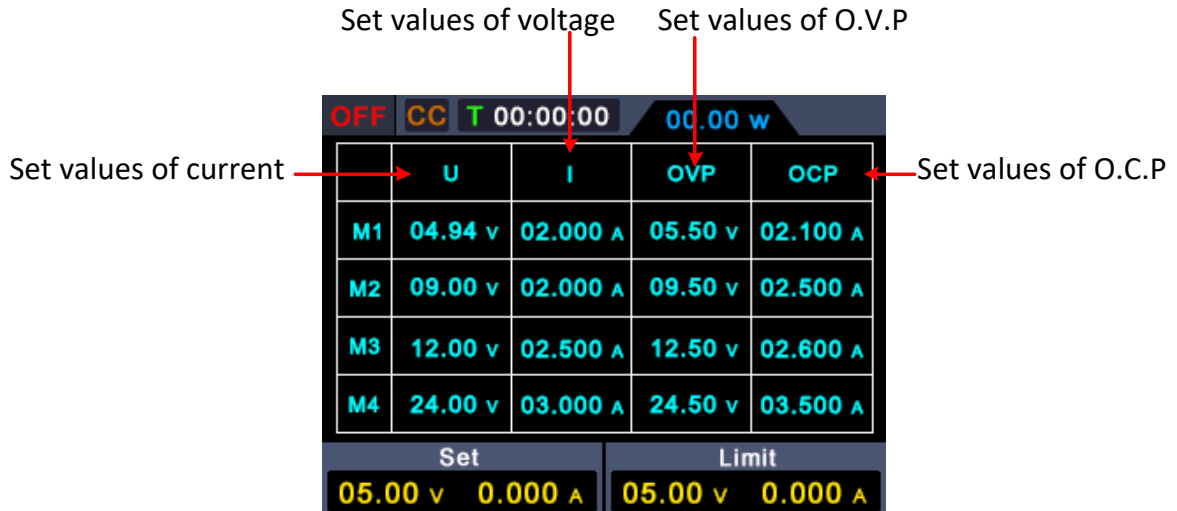 Set values of voltage Set values of O.V.P
OFF CC T 00:00:00 00.00 W
Set values of current U I OVP OCP Set values of O.C.P
M1 04.94 V 02.000 A 05.50 V 02.100 A
M2 09.00 V 02.000 A 09.50 V 02.500 A
M3 12.00 V 02.500 A 12.50 V 02.600 A
M4 24.00 V 03.000 A 24.50 V 03.500 A
Set Limit
05.00 V 0.000 A 05.00 V 0.000 A